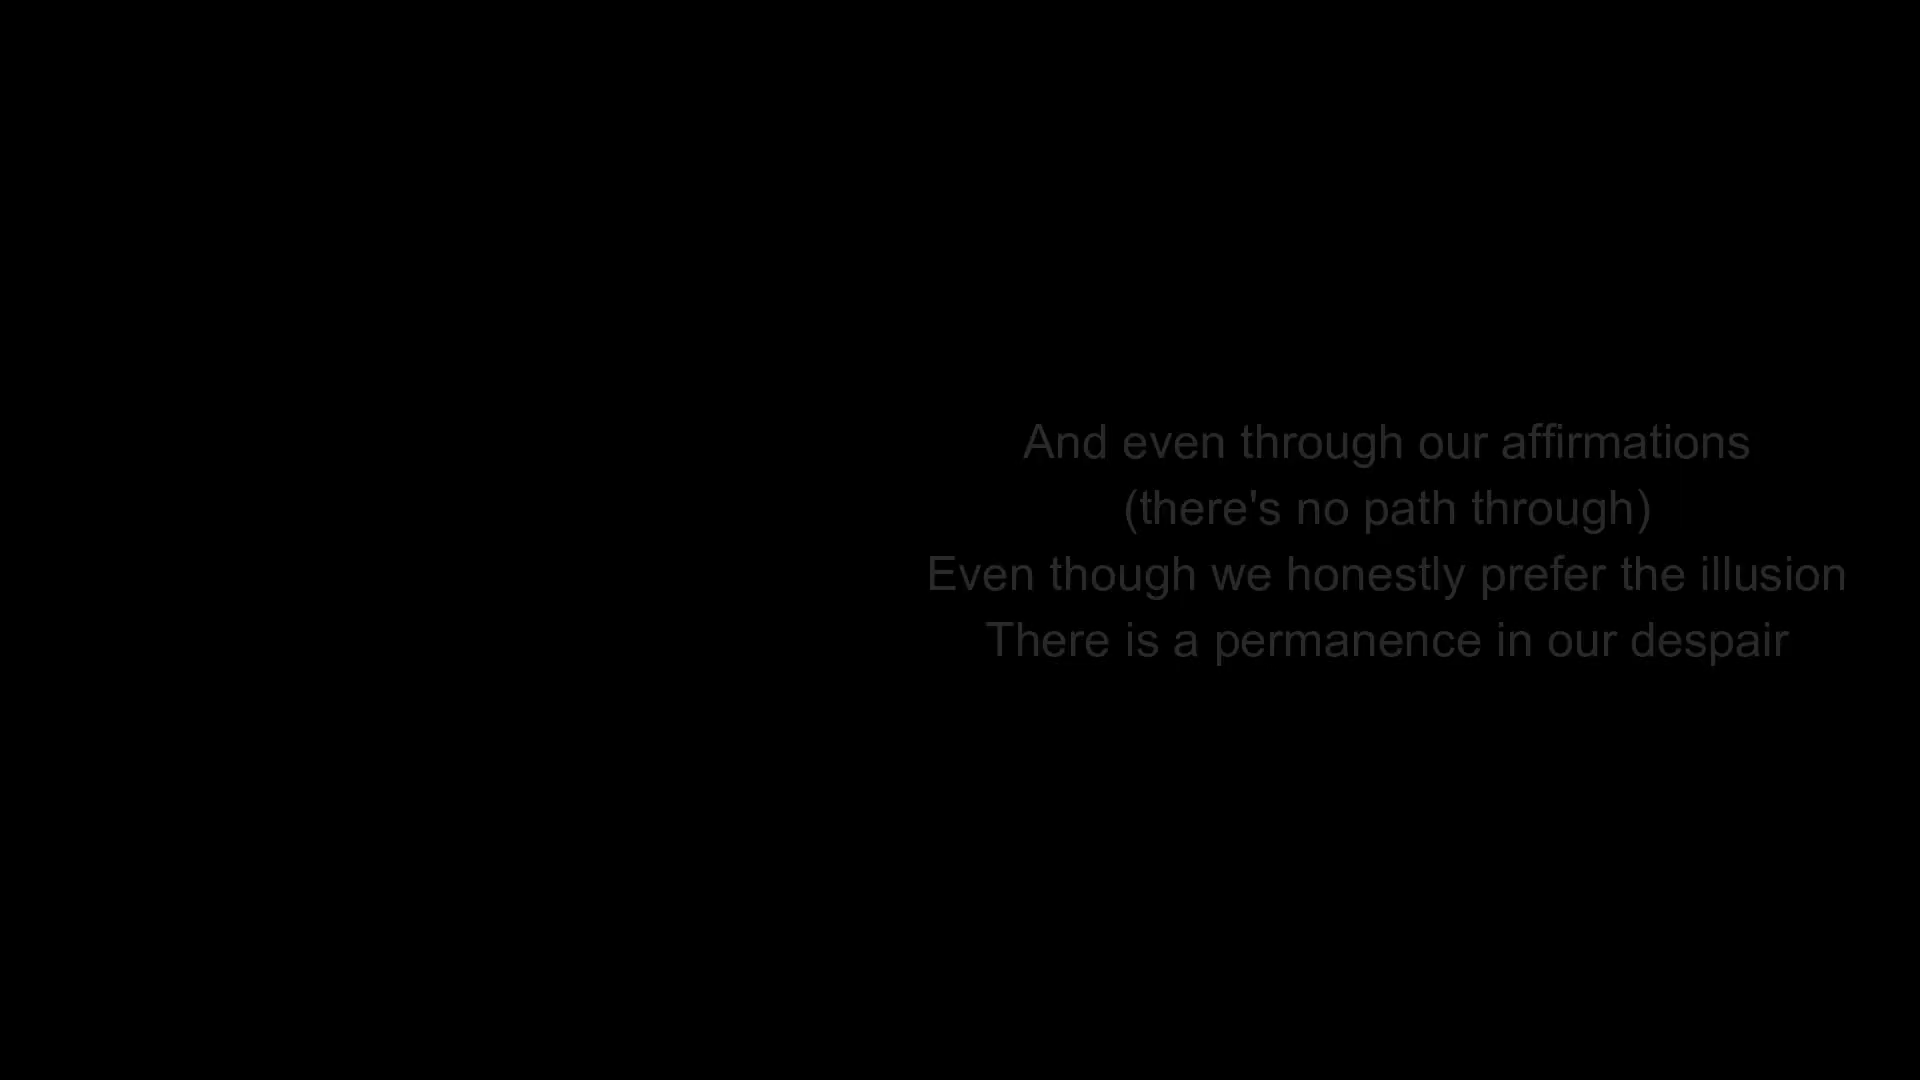 And even through our affirmations
(there's no path through)
Even though we honestly prefer the illusion
There is a permanence in our despair